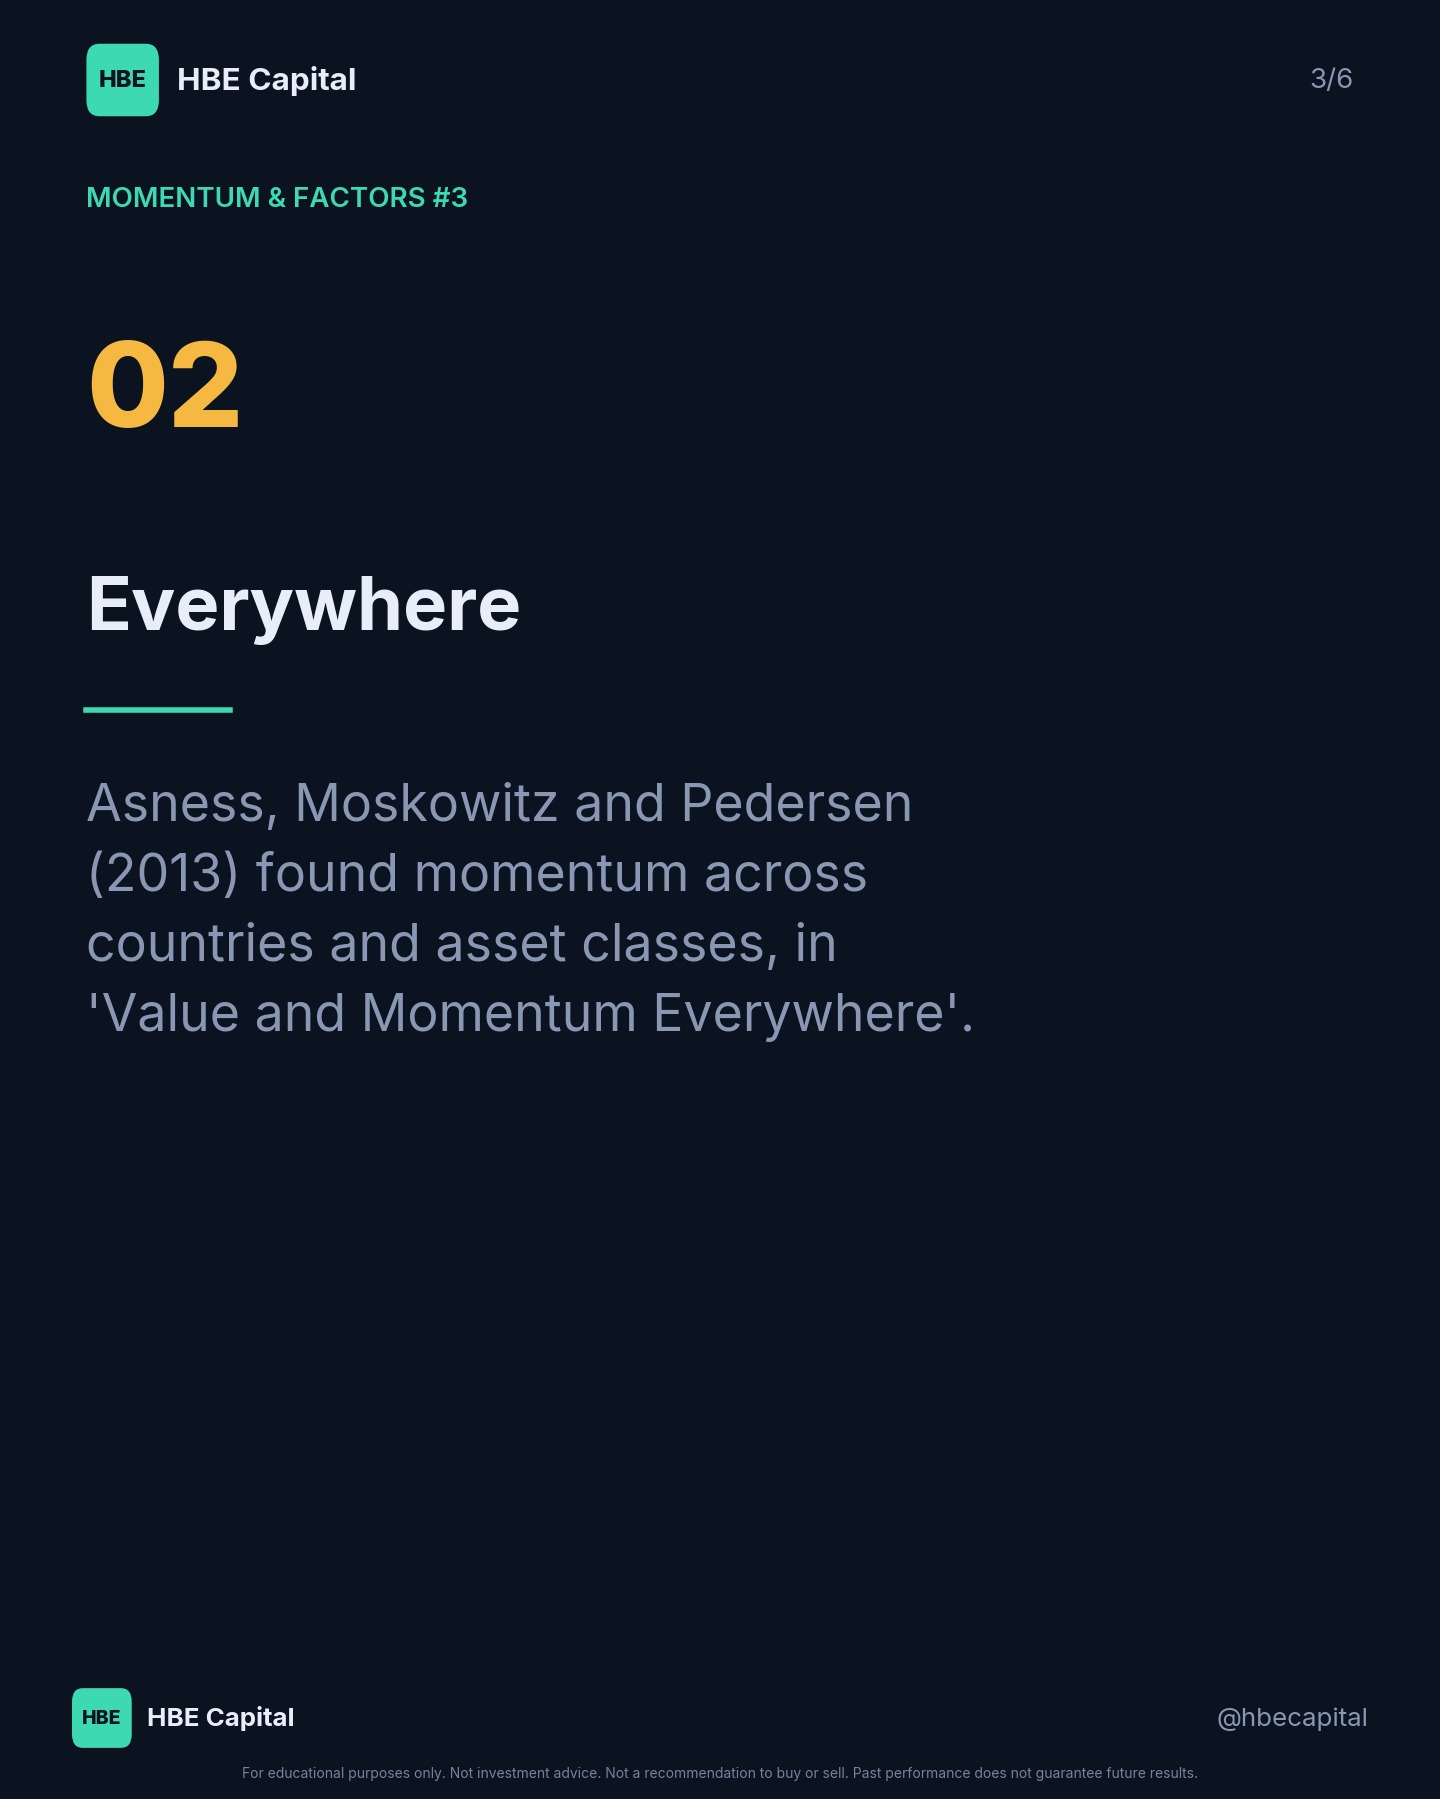 HBE
HBE Capital
3/6
MOMENTUM & FACTORS #3
02
Everywhere
Asness, Moskowitz and Pedersen
(2013) found momentum across
countries and asset classes, in
'Value and Momentum Everywhere'.
HBE
HBE Capital
@hbecapital
For educational purposes only. Not investment advice. Not a recommendation to buy or sell. Past performance does not guarantee future results.